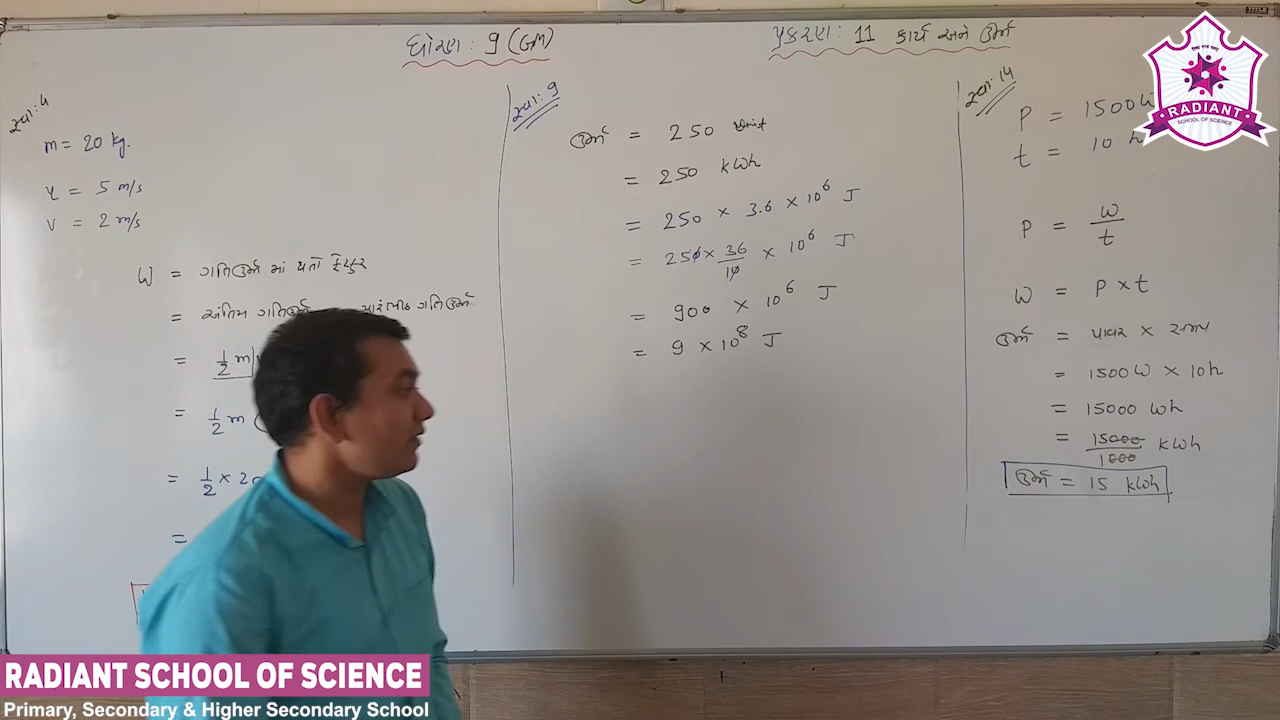 ધોરણ : 9 (GM)
પ્રકરણ : 11 કાર્ય અને ઊર્જા
m = 20 kg.
u = 5 m/s
v = 2 m/s
W = ગતિઊર્જા માં થતો ફેરફાર
= અંતિમ ગતિઊર્જા પ્રારંભિક ગતિઊર્જા
= 1/2 m
= 1/2 m (
= 1/2 × 20
=
સ્વા : 9
ઊર્જા = 250 unit
= 250 kWh
= 250 × 3.6 × 10^6 J
= 250 × 36/10 × 10^6 J
= 900 × 10^6 J
= 9 × 10^8 J
સ્વા : 14
P = 1500 W
t = 10 h
P = W/t
W = P × t
ઊર્જા = પાવર × સમય
= 1500 W × 10 h
= 15000 Wh
= 15000/1000 kWh
ઊર્જા = 15 kWh
RADIANT
SCHOOL OF SCIENCE
RADIANT SCHOOL OF SCIENCE
Primary, Secondary & Higher Secondary School